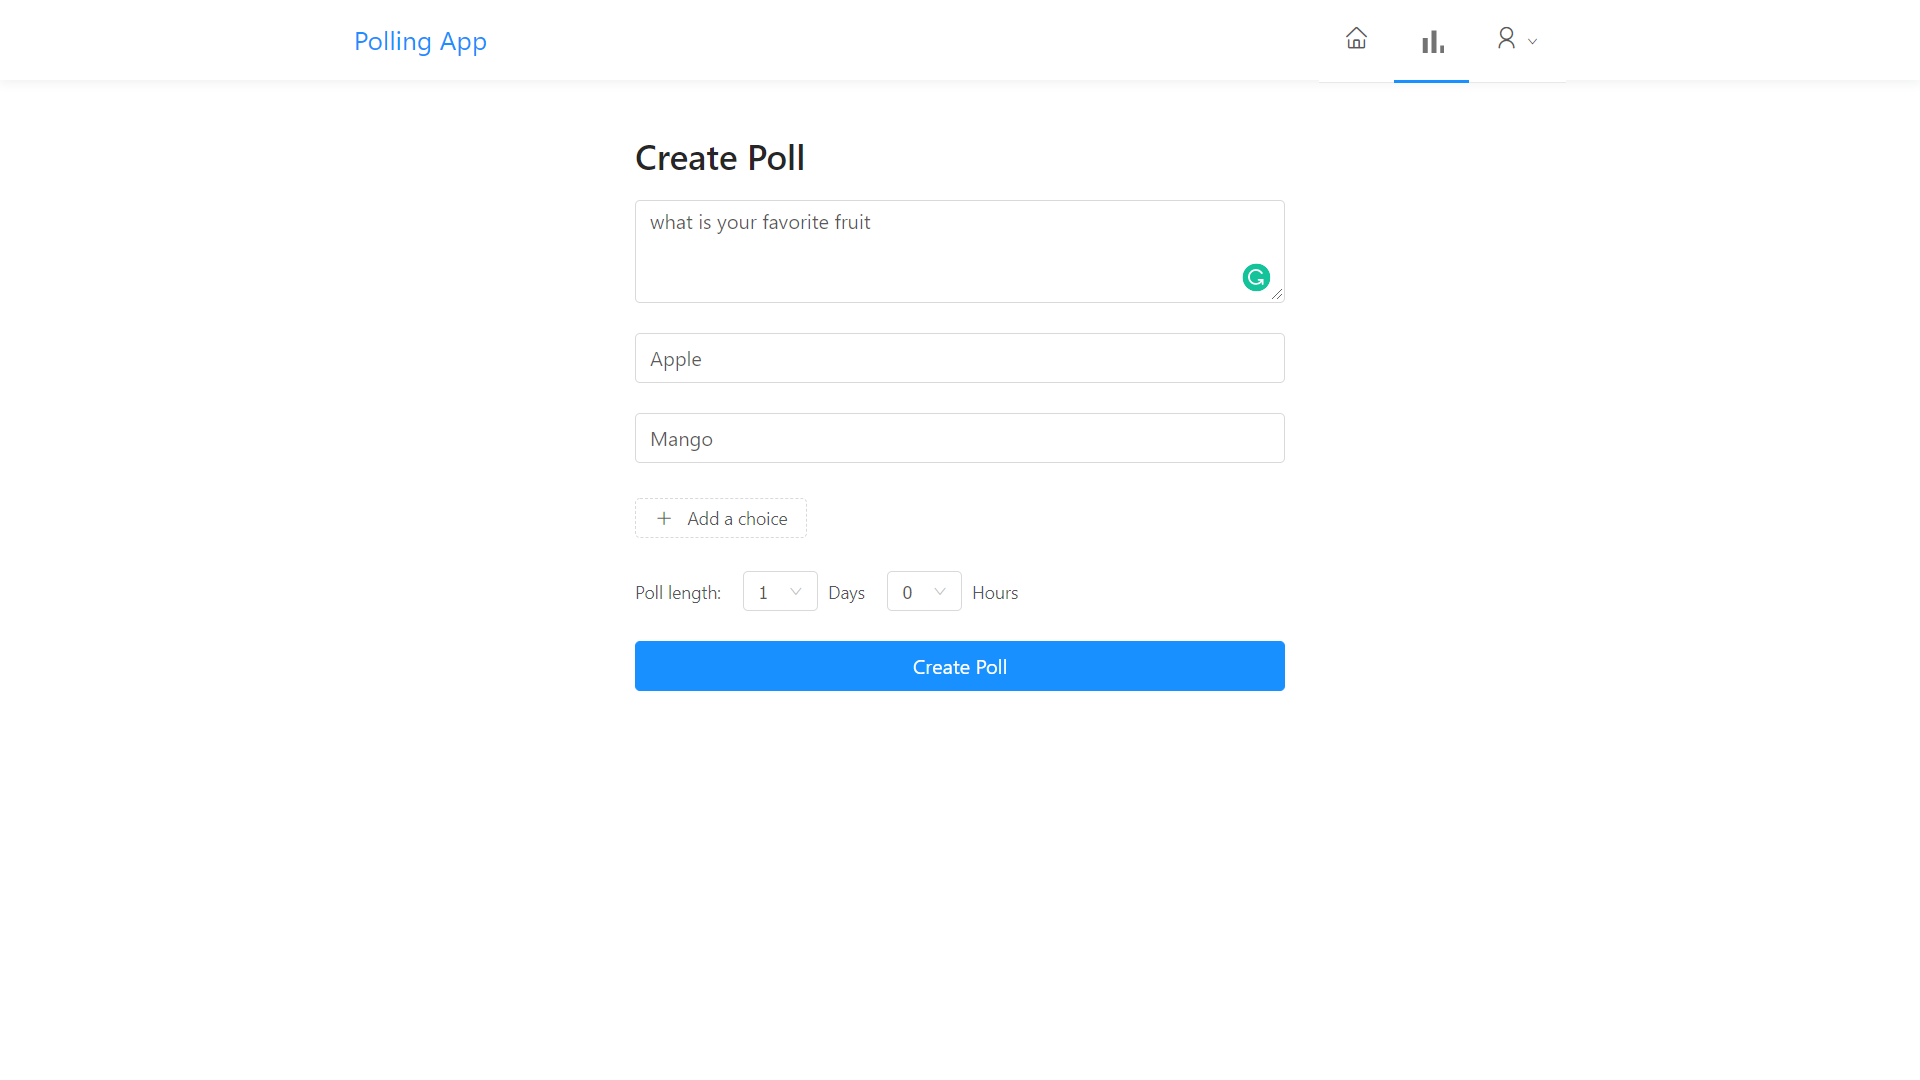 Polling App
Create Poll
what is your favorite fruit
Apple
Mango
Add a choice
Poll length: 1 Days 0 Hours
Create Poll